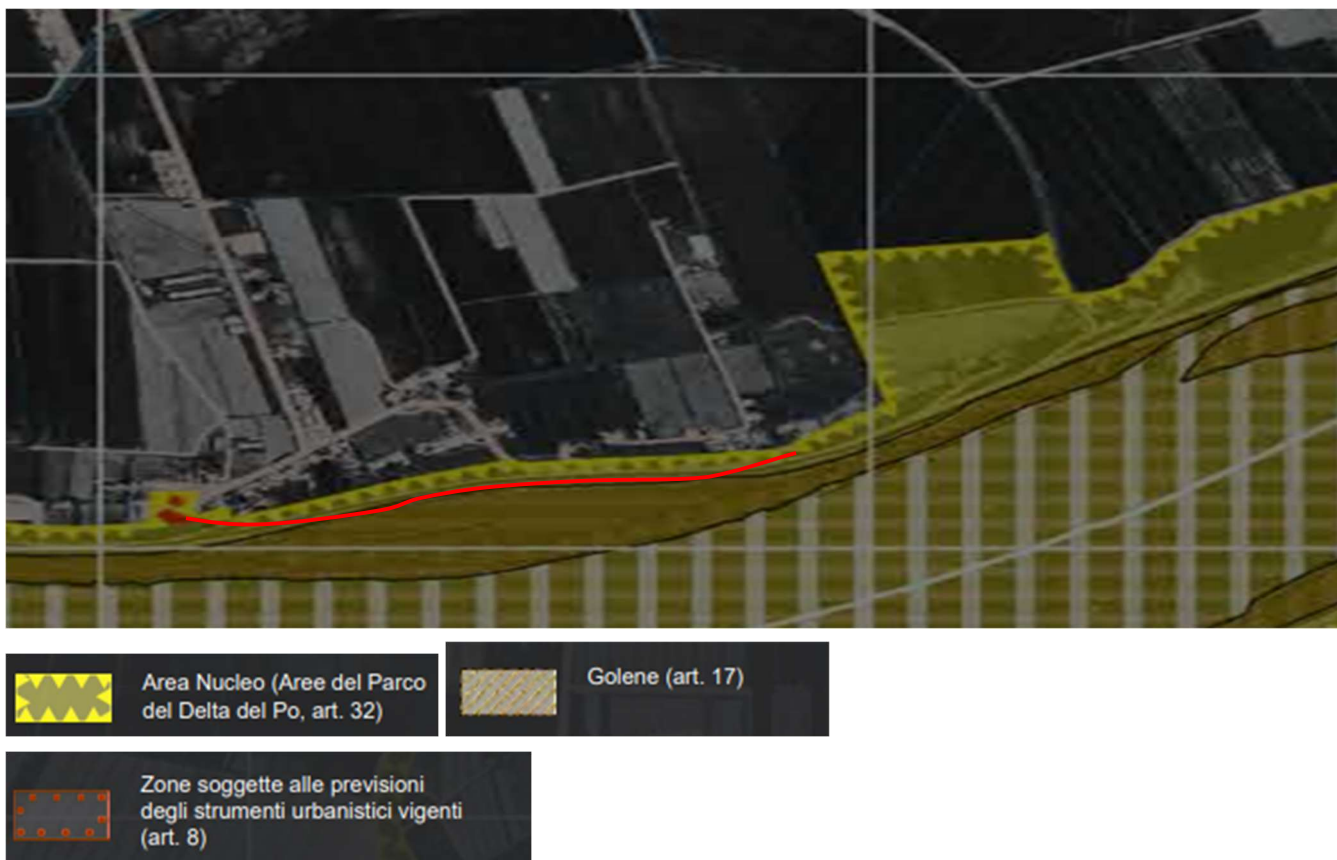 Area Nucleo (Aree del Parco
del Delta del Po, art. 32)
Golene (art. 17)
Zone soggette alle previsioni
degli strumenti urbanistici vigenti
(art. 8)